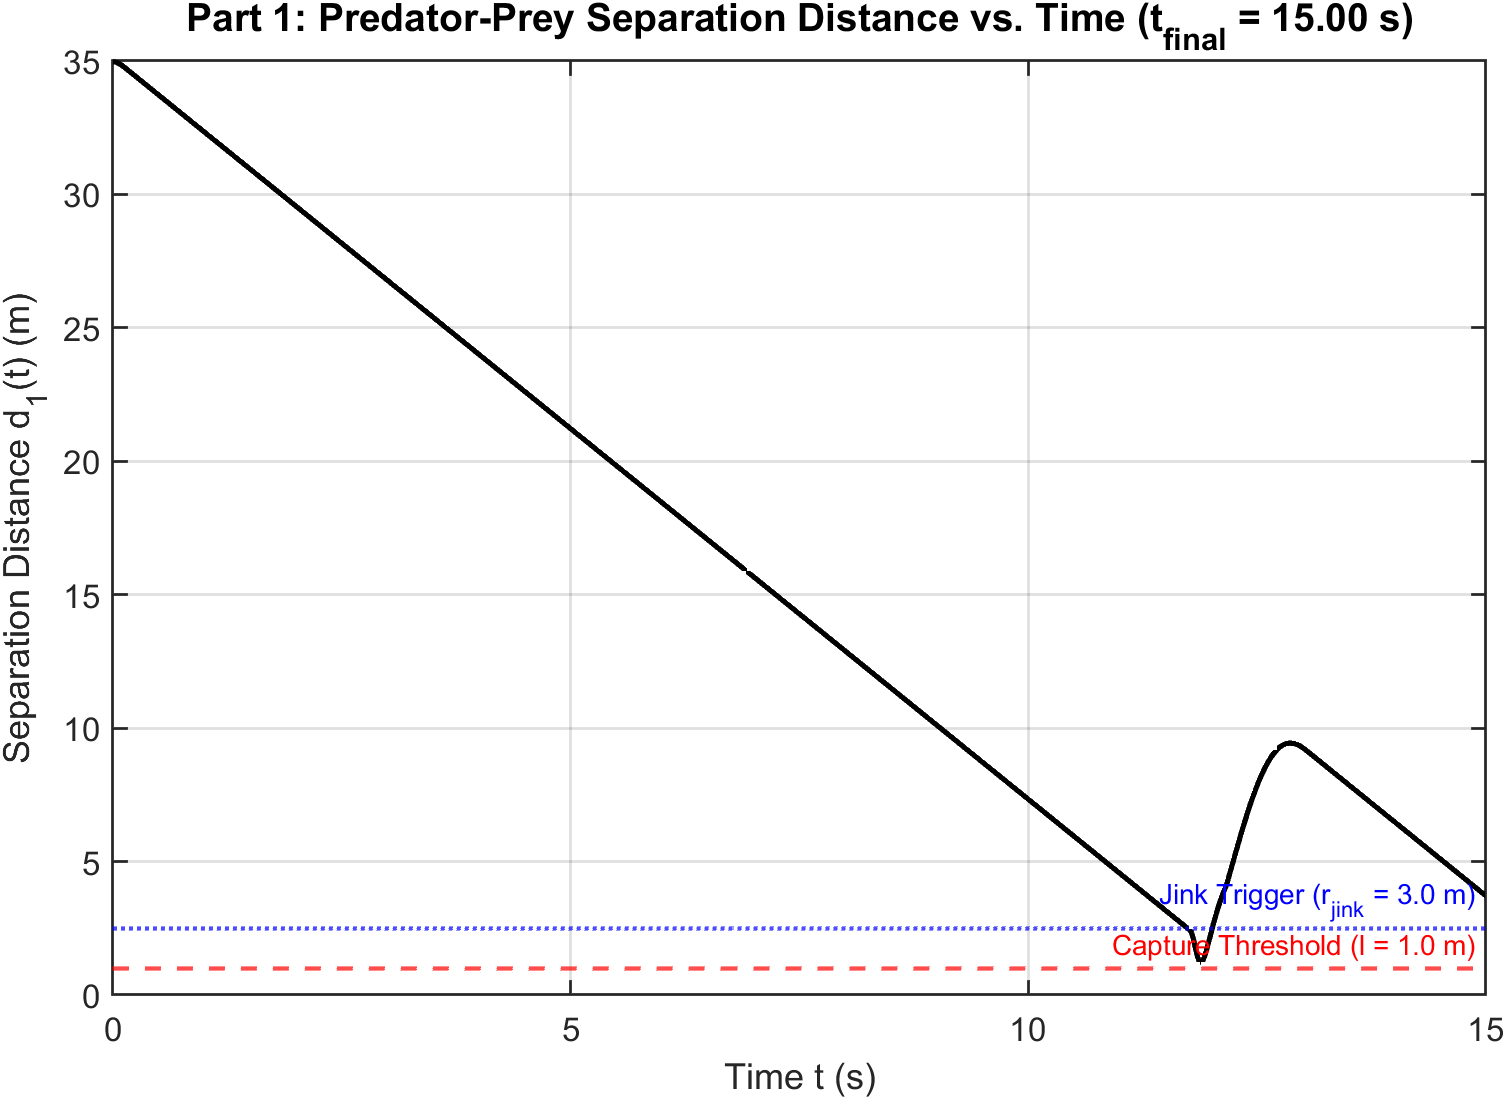 Part 1: Predator-Prey Separation Distance vs. Time (t_final = 15.00 s)
35
30
25
20
15
10
5
0
Separation Distance d_1(t) (m)
Jink Trigger (r_jink = 3.0 m)
Capture Threshold (l = 1.0 m)
0
5
10
15
Time t (s)